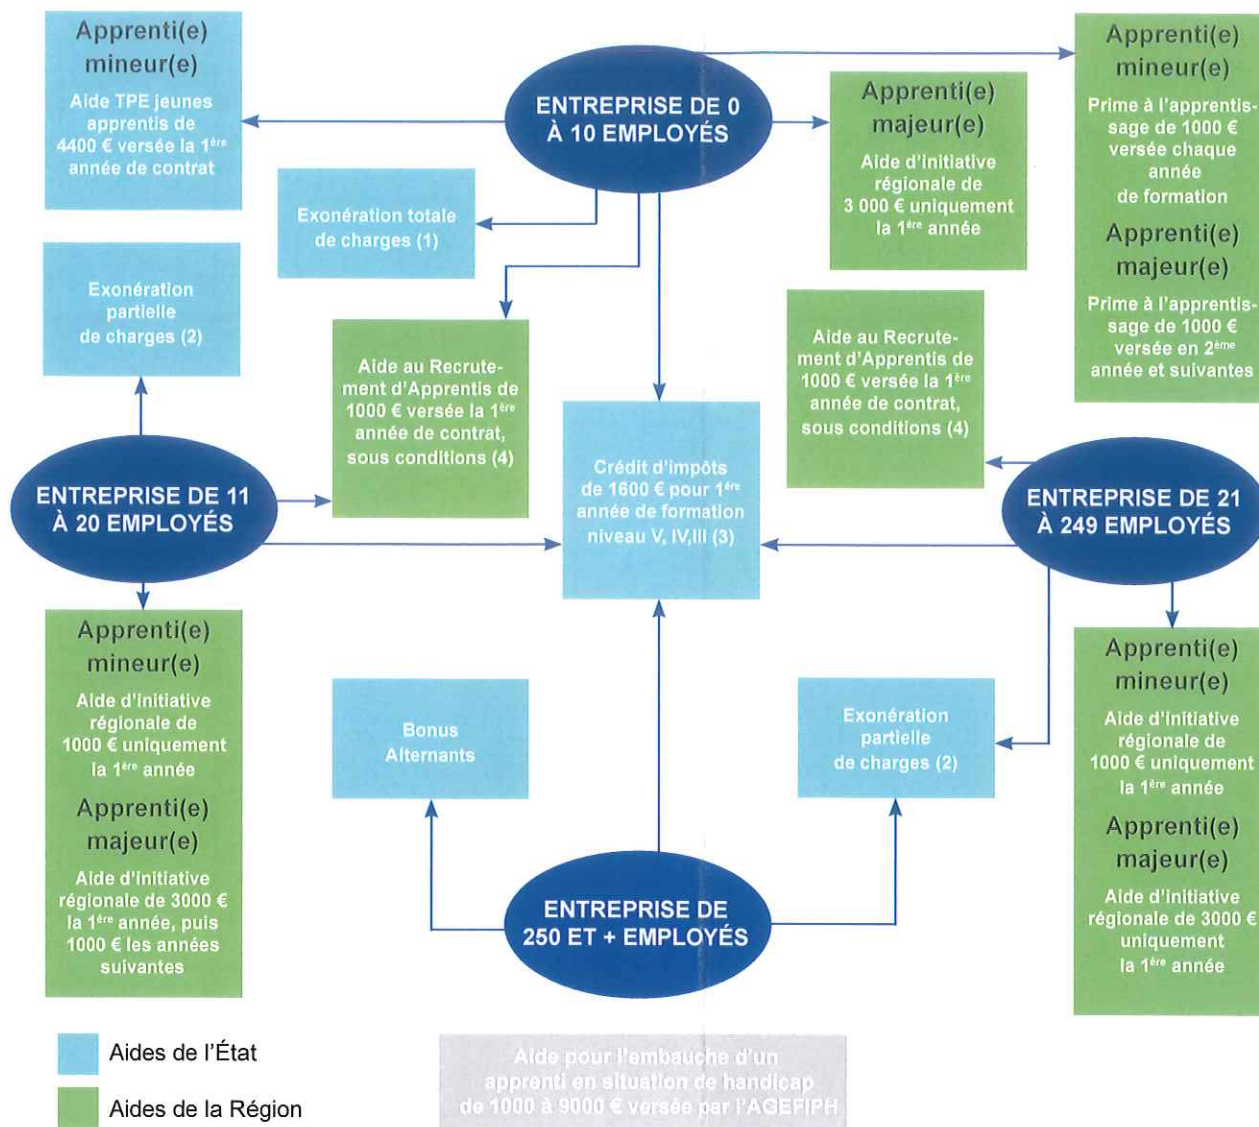 Apprenti(e)
mineur(e)
Aide TPE jeunes
apprentis de
4400 € versée la 1ère
année de contrat
ENTREPRISE DE 0
À 10 EMPLOYÉS
Apprenti(e)
majeur(e)
Aide d'initiative
régionale de
3 000 € uniquement
la 1ère année
Apprenti(e)
mineur(e)
Prime à l'apprentis-
sage de 1000 €
versée chaque
année
de formation
Apprenti(e)
majeur(e)
Prime à l'apprentis-
sage de 1000 €
versée en 2ème
année et suivantes
Exonération totale
de charges (1)
Exonération
partielle
de charges (2)
Aide au Recrute-
ment d'Apprentis de
1000 € versée la 1ère
année de contrat,
sous conditions (4)
Aide au Recrute-
ment d'Apprentis de
1000 € versée la 1ère
année de contrat,
sous conditions (4)
ENTREPRISE DE 11
À 20 EMPLOYÉS
Crédit d'impôts
de 1600 € pour 1ère
année de formation
niveau V, IV,III (3)
ENTREPRISE DE 21
À 249 EMPLOYÉS
Apprenti(e)
mineur(e)
Aide d'initiative
régionale de
1000 € uniquement
la 1ère année
Apprenti(e)
majeur(e)
Aide d'initiative
régionale de 3000 €
la 1ère année, puis
1000 € les années
suivantes
Bonus
Alternants
Exonération
partielle
de charges (2)
Apprenti(e)
mineur(e)
Aide d'initiative
régionale de
1000 € uniquement
la 1ère année
Apprenti(e)
majeur(e)
Aide d'initiative
régionale de 3000 €
uniquement
la 1ère année
ENTREPRISE DE
250 ET + EMPLOYÉS
Aides de l'État
Aides de la Région
Aide pour l'embauche d'un
apprenti en situation de handicap
de 1000 à 9000 € versée par l'AGEFIPH